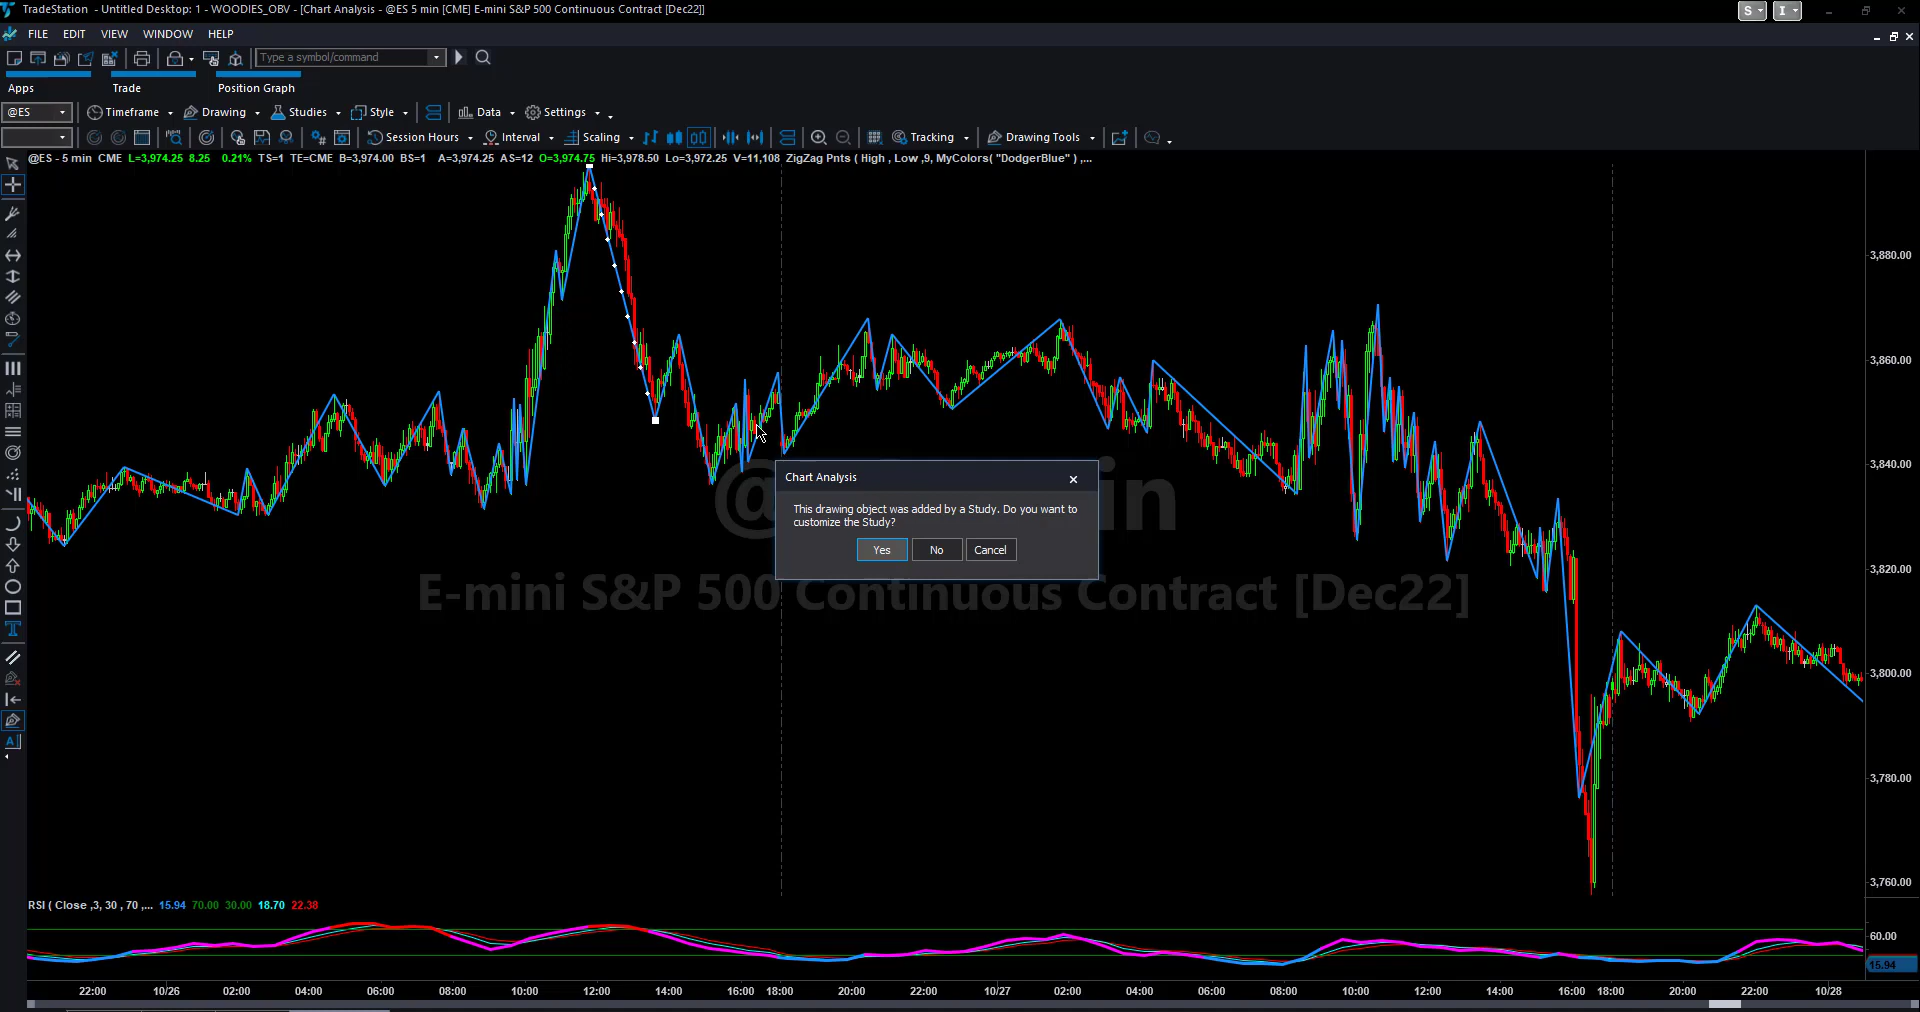 TradeStation - Untitled Desktop: 1 - WOODIES_OBV - [Chart Analysis - @ES 5 min [CME] E-mini S&P 500 Continuous Contract [Dec22]]
S
I
FILE EDIT VIEW WINDOW HELP
Type a symbol/command
Apps Trade Position Graph
@ES Timeframe Drawing Studies Style Data Settings
Session Hours Interval Scaling Tracking Drawing Tools
@ES - 5 min CME L=3,974.25 8.25 0.21% TS=1 TE=CME B=3,974.00 BS=1 A=3,974.25 AS=12 O=3,974.75 Hi=3,978.50 Lo=3,972.25 V=11,108 ZigZag Pnts ( High , Low ,9, MyColors( "DodgerBlue" ) ,...
3,880.00
3,860.00
3,840.00
3,820.00
3,800.00
3,780.00
3,760.00
@ in
E-mini S&P 500 Continuous Contract [Dec22]
Chart Analysis
This drawing object was added by a Study. Do you want to
customize the Study?
Yes No Cancel
RSI ( Close ,3, 30 , 70 ,... 15.94 70.00 30.00 18.70 22.38
60.00
15.94
22:00 10/26 02:00 04:00 06:00 08:00 10:00 12:00 14:00 16:00 18:00 20:00 22:00 10/27 02:00 04:00 06:00 08:00 10:00 12:00 14:00 16:00 18:00 20:00 22:00 10/28